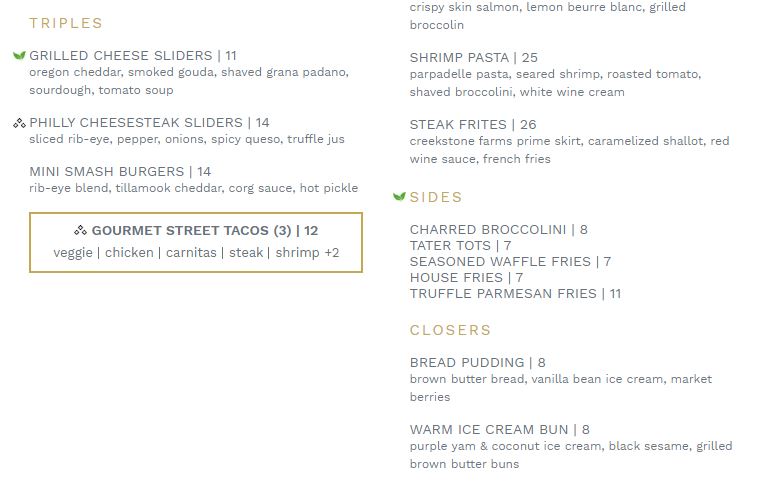 TRIPLES
GRILLED CHEESE SLIDERS | 11
oregon cheddar, smoked gouda, shaved grana padano,
sourdough, tomato soup
PHILLY CHEESESTEAK SLIDERS | 14
sliced rib-eye, pepper, onions, spicy queso, truffle jus
MINI SMASH BURGERS | 14
rib-eye blend, tillamook cheddar, corg sauce, hot pickle
GOURMET STREET TACOS (3) | 12
veggie | chicken | carnitas | steak | shrimp +2
crispy skin salmon, lemon beurre blanc, grilled
broccolin
SHRIMP PASTA | 25
parpadelle pasta, seared shrimp, roasted tomato,
shaved broccolini, white wine cream
STEAK FRITES | 26
creekstone farms prime skirt, caramelized shallot, red
wine sauce, french fries
SIDES
CHARRED BROCCOLINI | 8
TATER TOTS | 7
SEASONED WAFFLE FRIES | 7
HOUSE FRIES | 7
TRUFFLE PARMESAN FRIES | 11
CLOSERS
BREAD PUDDING | 8
brown butter bread, vanilla bean ice cream, market
berries
WARM ICE CREAM BUN | 8
purple yam & coconut ice cream, black sesame, grilled
brown butter buns